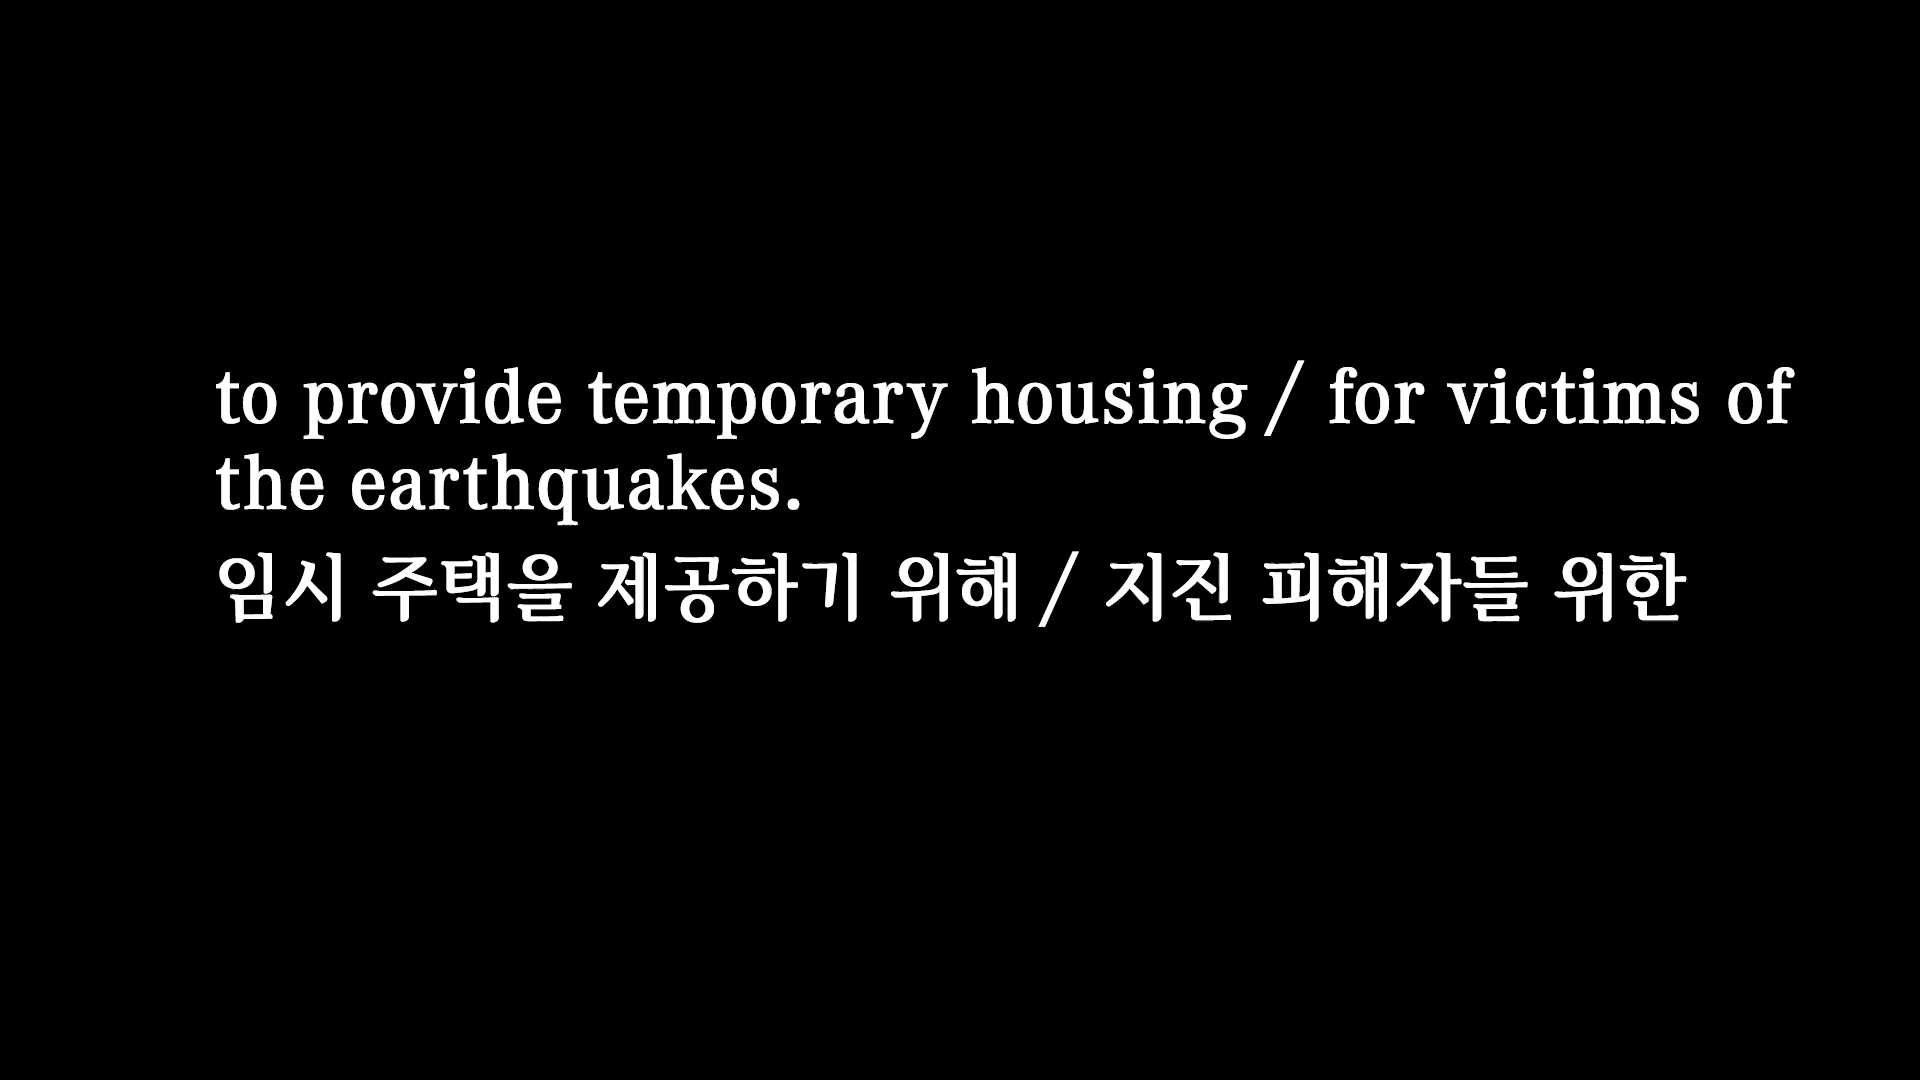 to provide temporary housing / for victims of
the earthquakes.
임시 주택을 제공하기 위해 / 지진 피해자들 위한